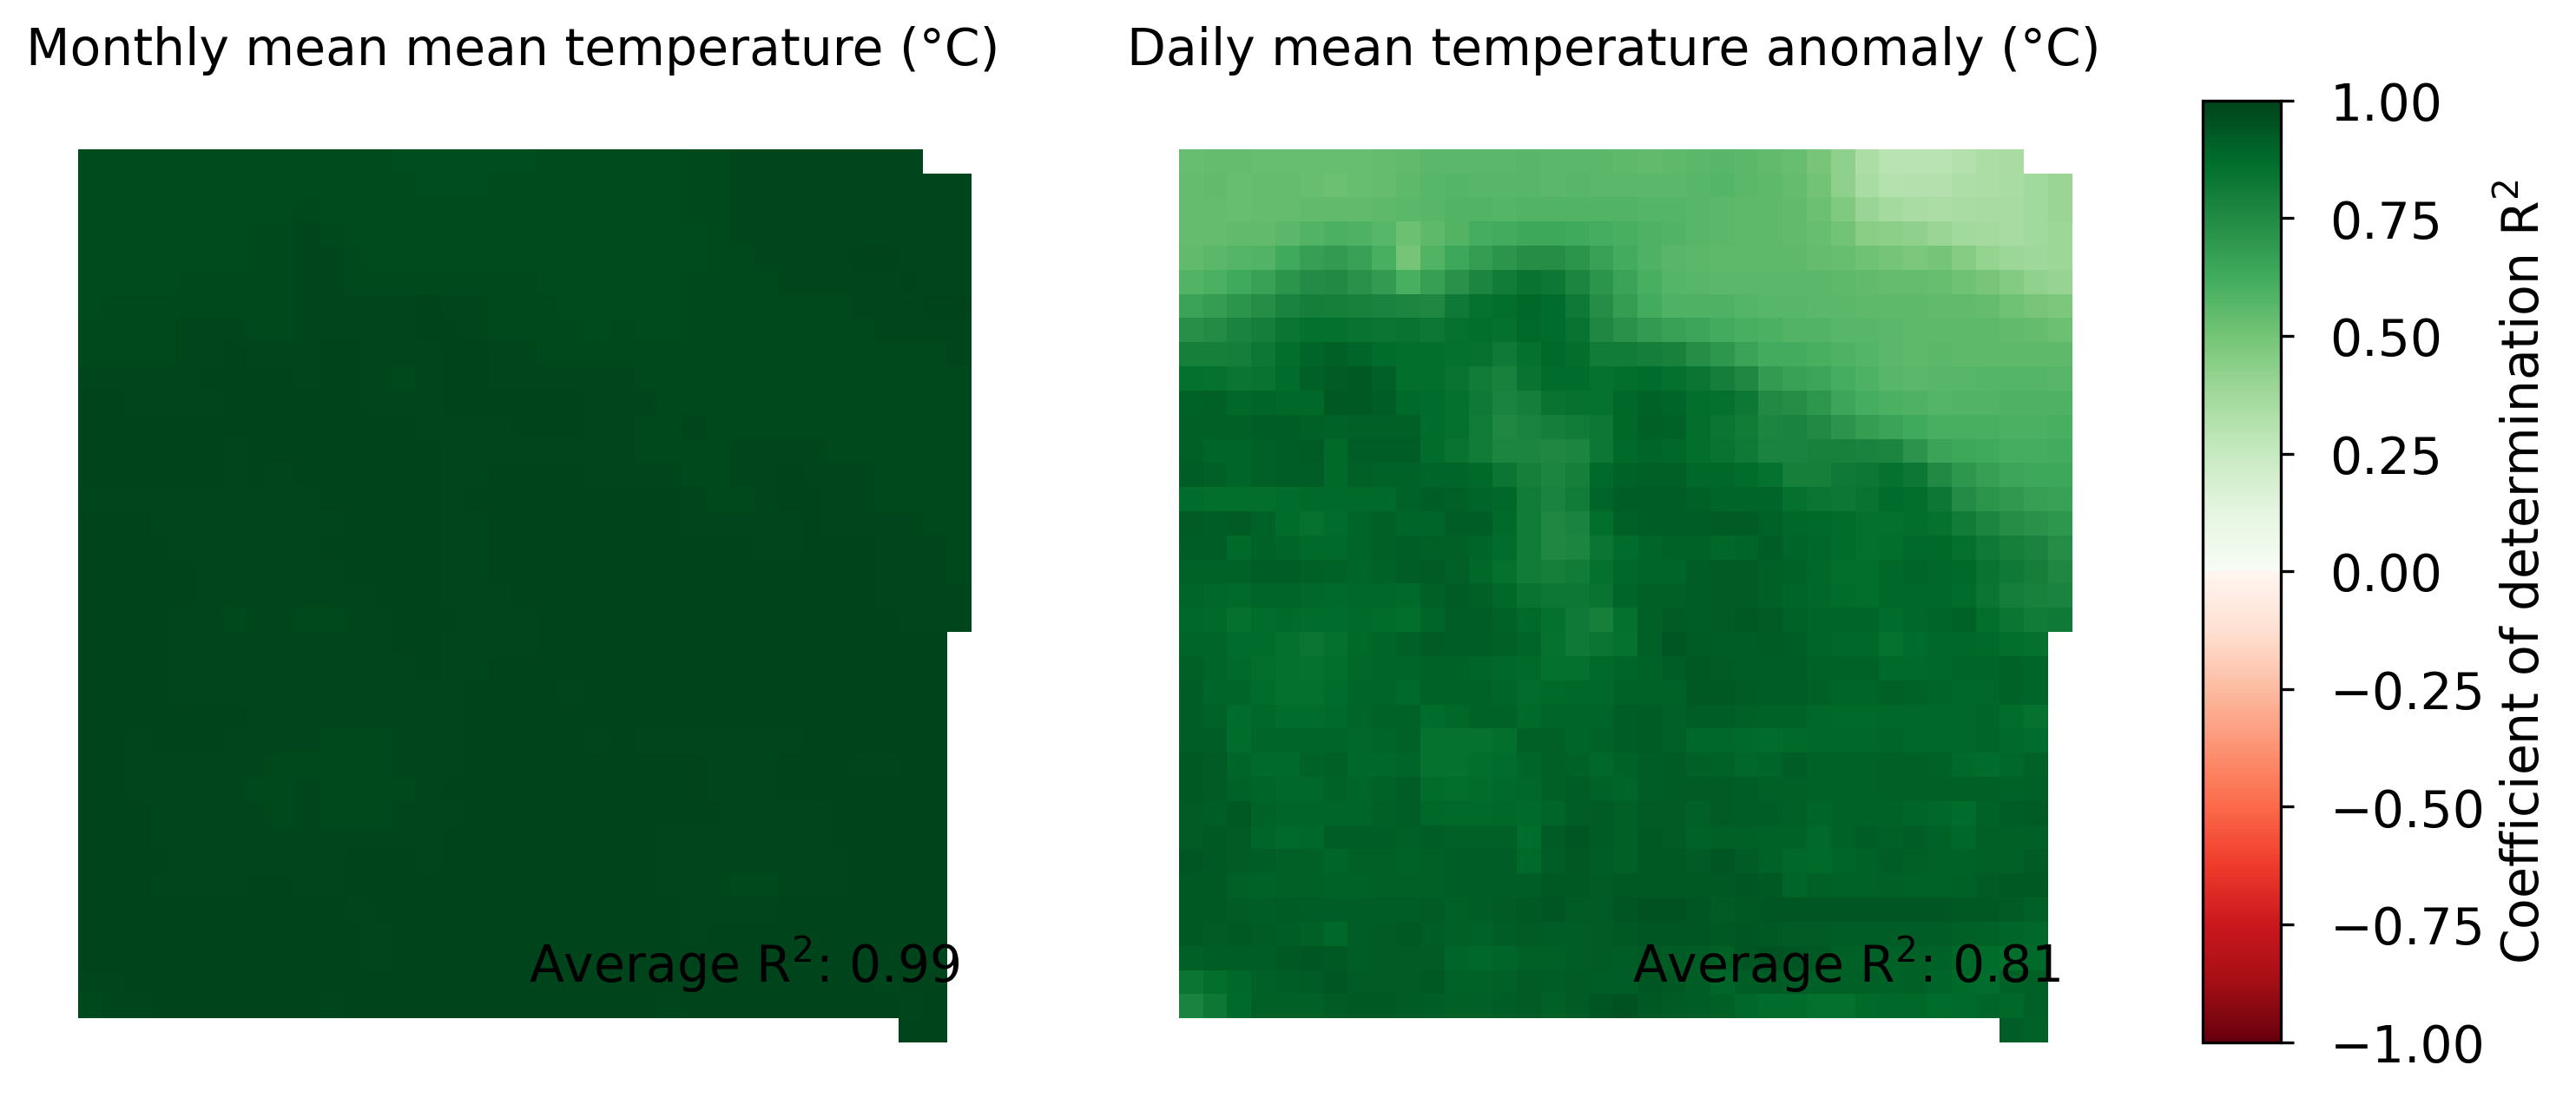 Monthly mean mean temperature (°C)
Daily mean temperature anomaly (°C)
Average R²: 0.99
Average R²: 0.81
1.00
0.75
0.50
0.25
0.00
−0.25
−0.50
−0.75
−1.00
Coefficient of determination R²